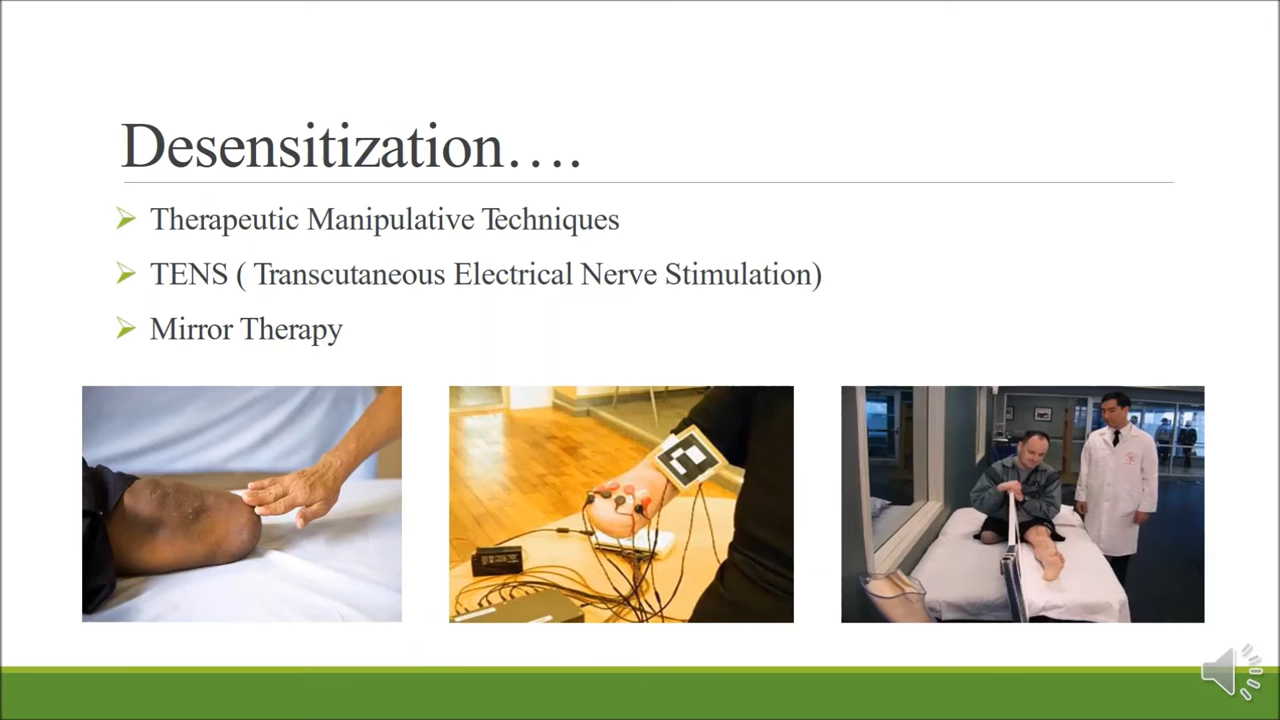 Desensitization….
Therapeutic Manipulative Techniques
TENS ( Transcutaneous Electrical Nerve Stimulation)
Mirror Therapy